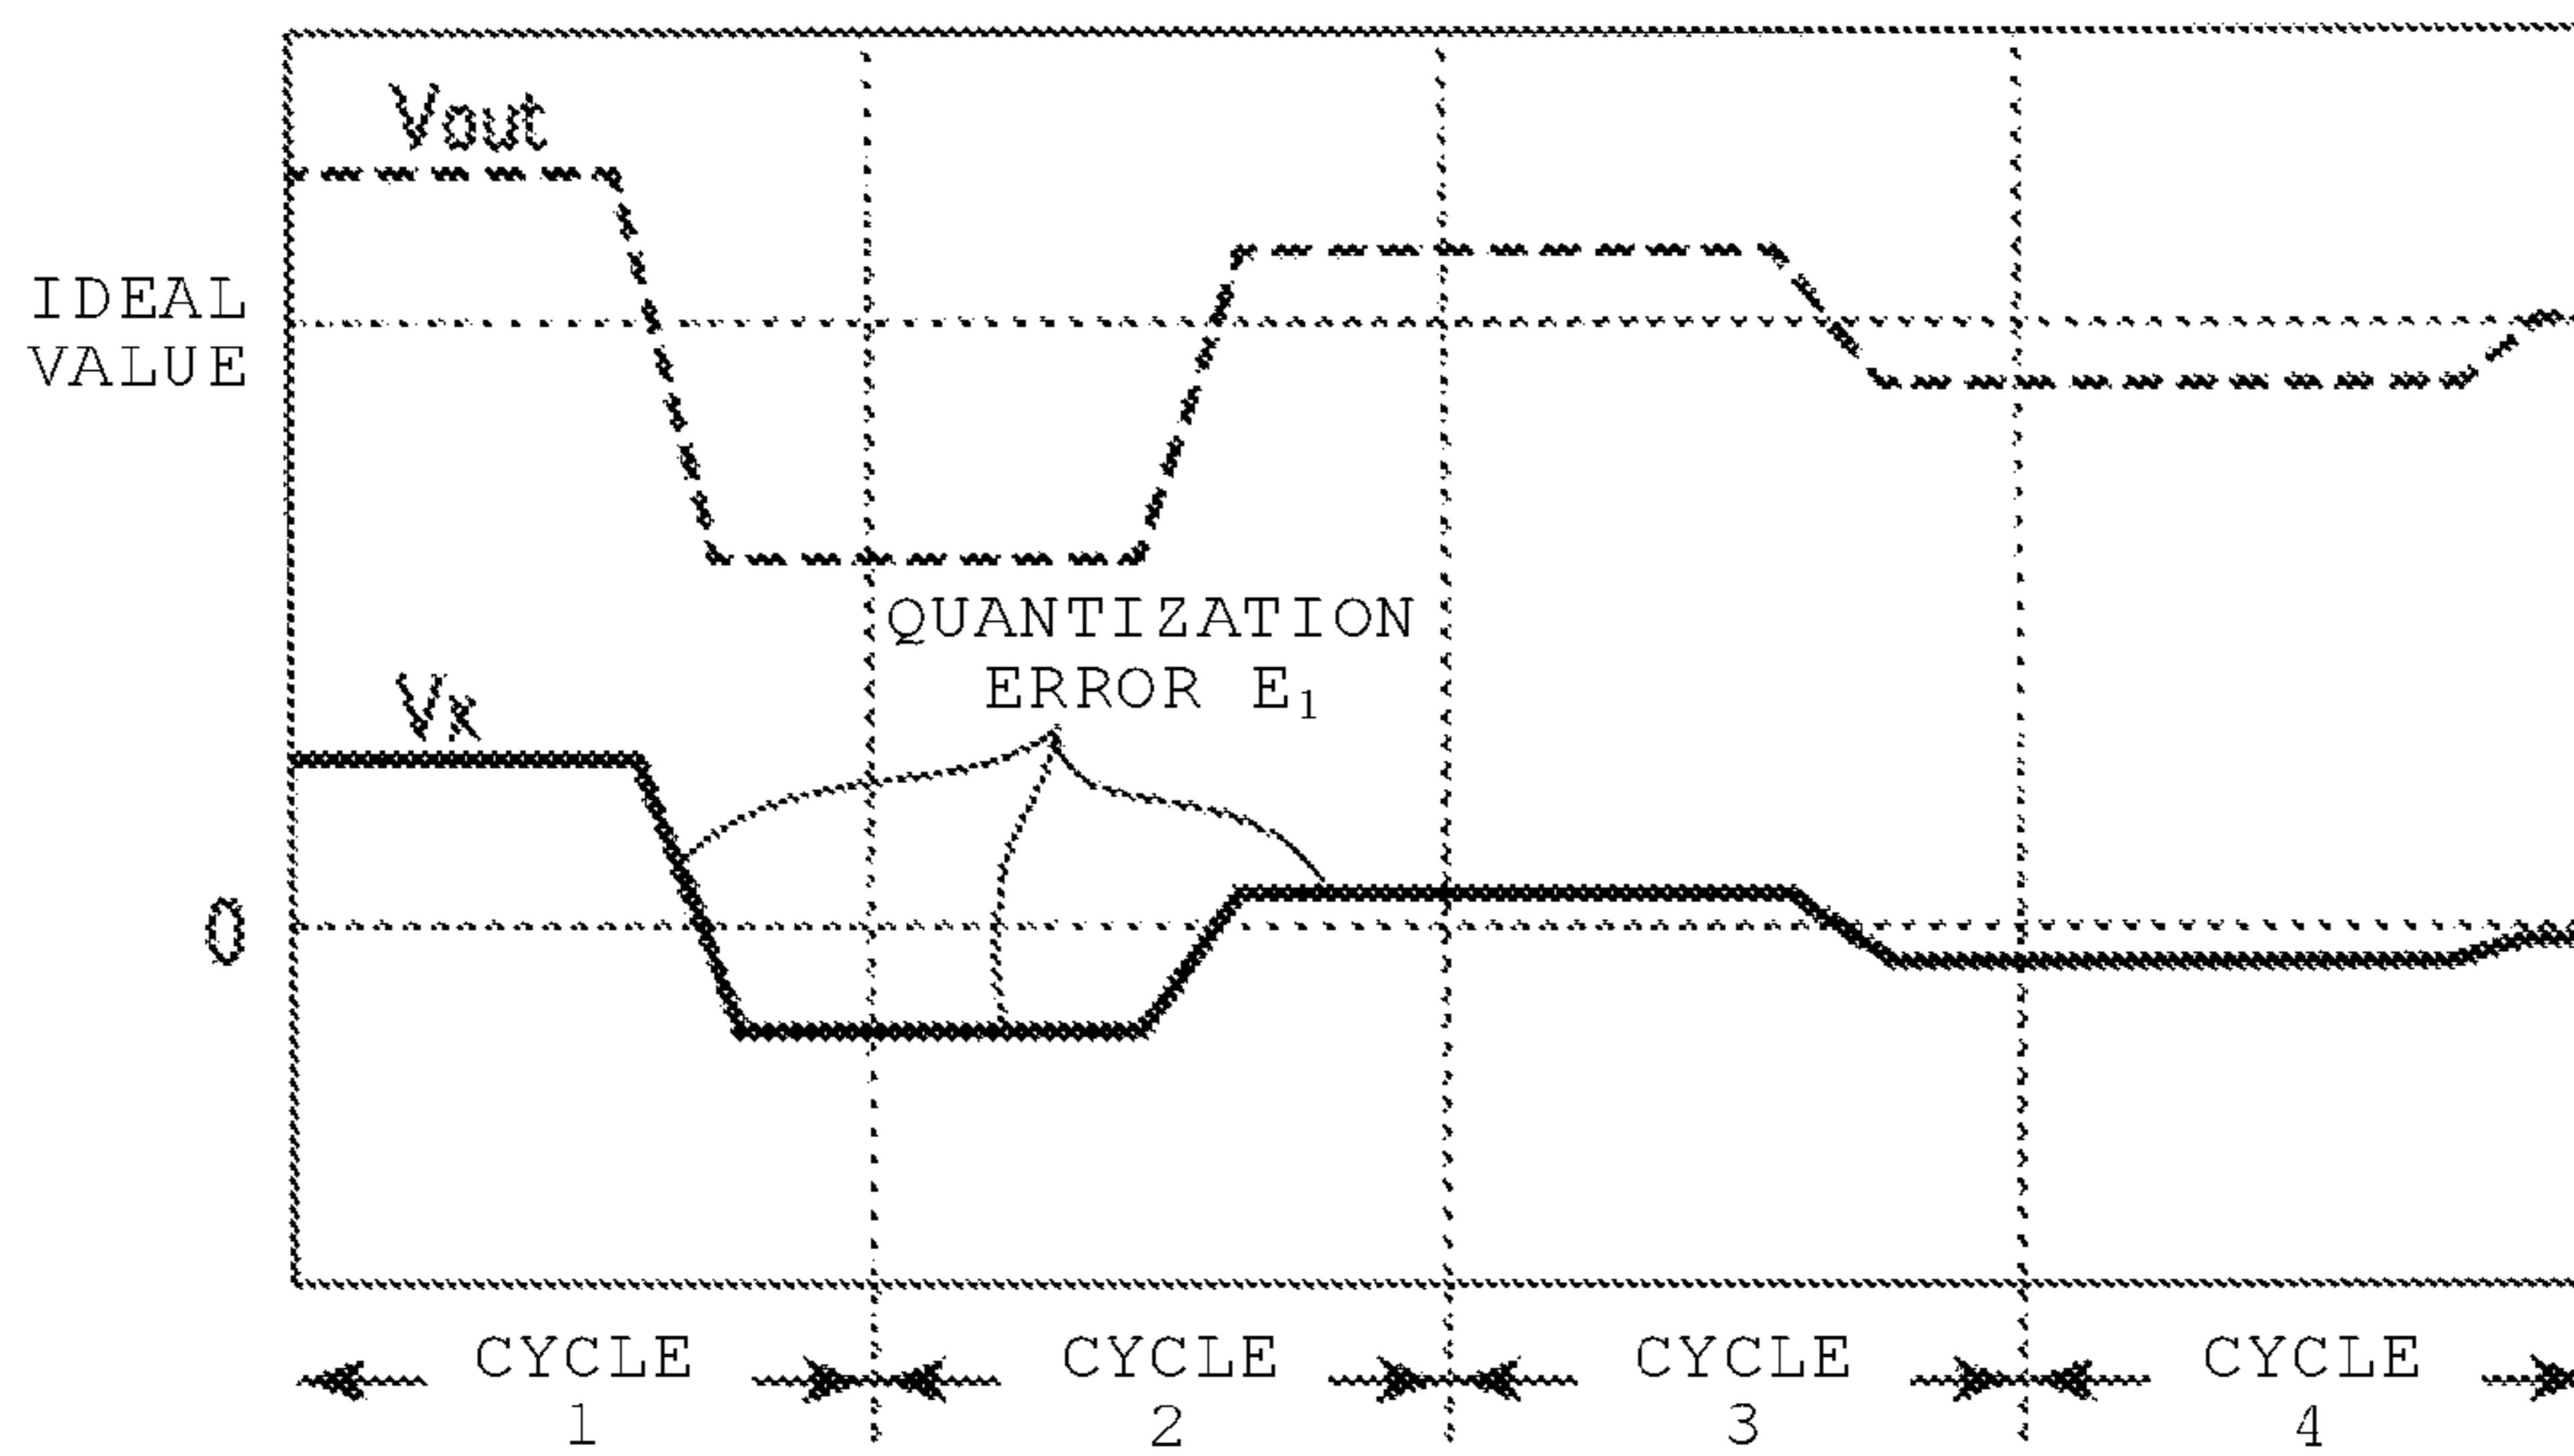 Vout
IDEAL
VALUE
QUANTIZATION
ERROR E₁
Vx
0
CYCLE
1
CYCLE
2
CYCLE
3
CYCLE
4